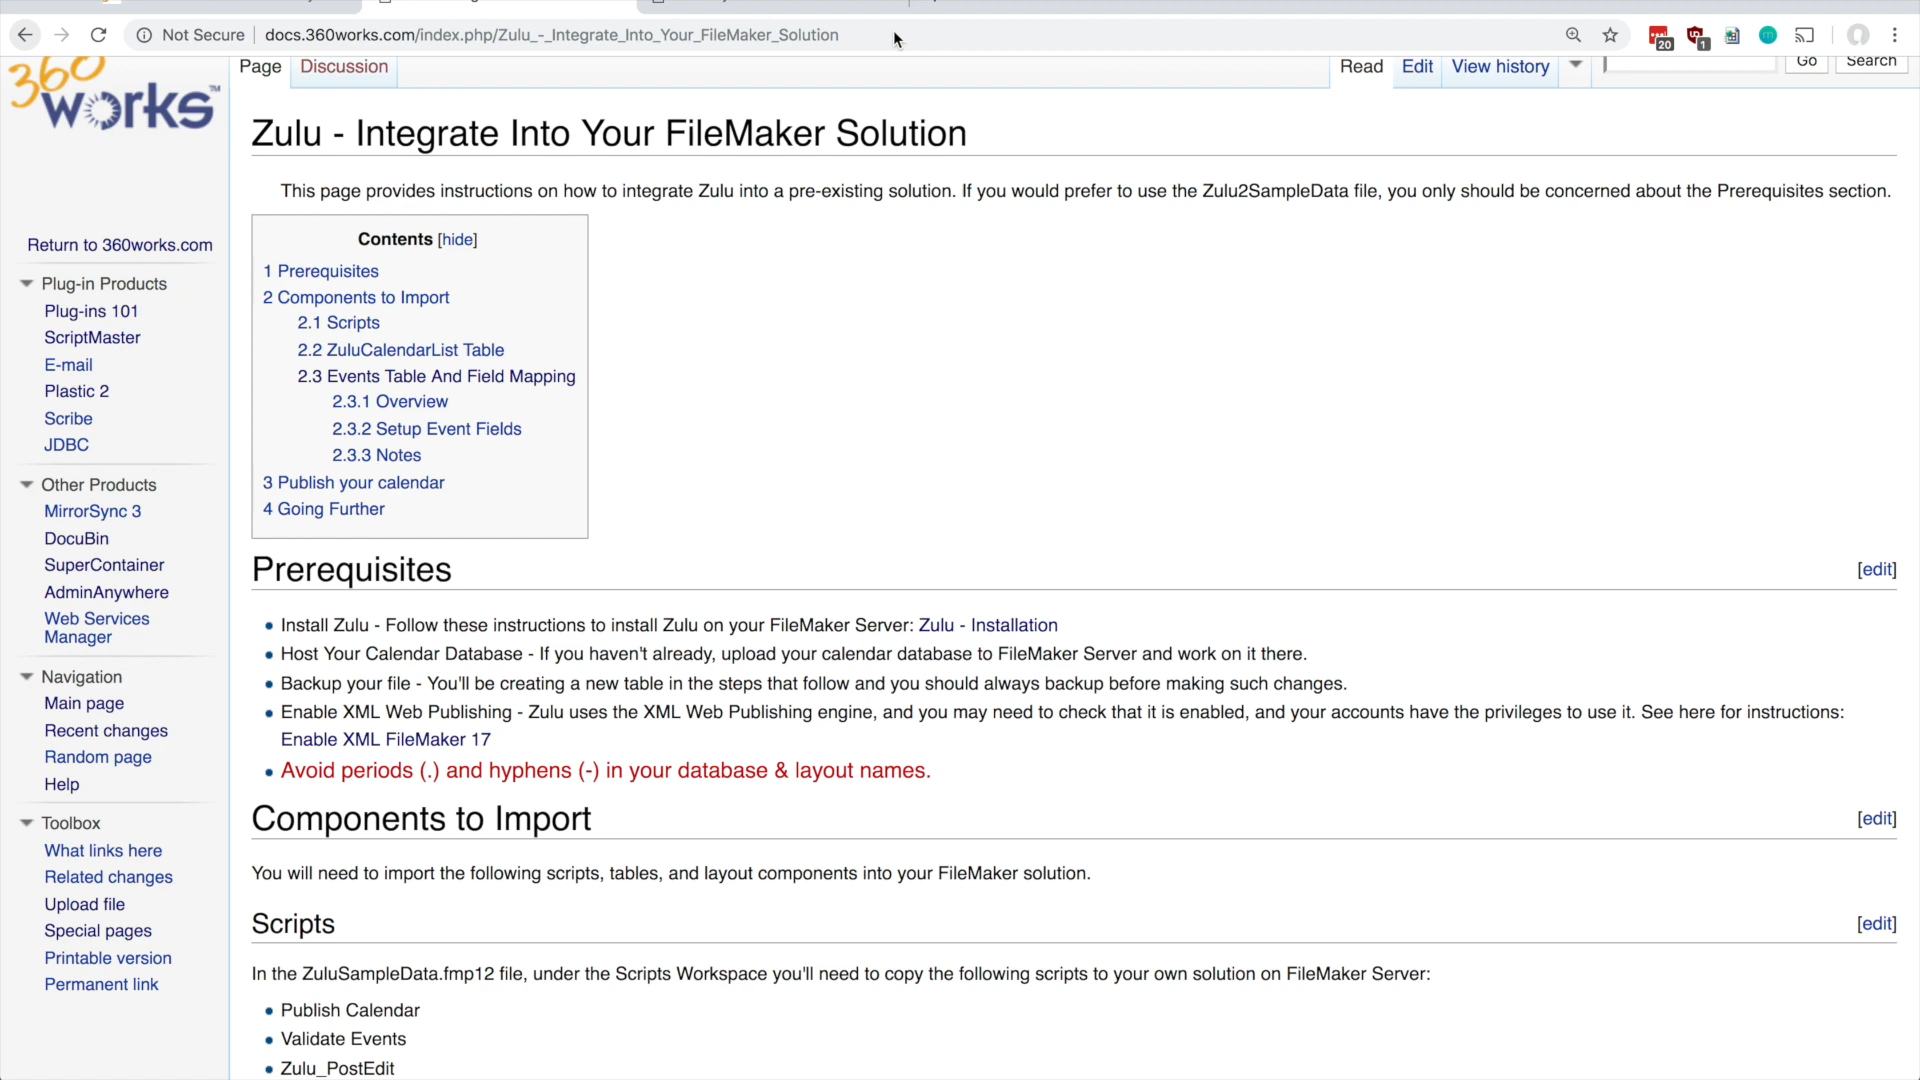 Not Secure
docs.360works.com/index.php/Zulu_-_Integrate_Into_Your_FileMaker_Solution
20
1
360
works™
Page
Discussion
Read
Edit
View history
Go
Search
Zulu - Integrate Into Your FileMaker Solution
This page provides instructions on how to integrate Zulu into a pre-existing solution. If you would prefer to use the Zulu2SampleData file, you only should be concerned about the Prerequisites section.
Contents [hide]
1 Prerequisites
2 Components to Import
2.1 Scripts
2.2 ZuluCalendarList Table
2.3 Events Table And Field Mapping
2.3.1 Overview
2.3.2 Setup Event Fields
2.3.3 Notes
3 Publish your calendar
4 Going Further
Return to 360works.com
Plug-in Products
Plug-ins 101
ScriptMaster
E-mail
Plastic 2
Scribe
JDBC
Other Products
MirrorSync 3
DocuBin
SuperContainer
AdminAnywhere
Web Services
Manager
Navigation
Main page
Recent changes
Random page
Help
Toolbox
What links here
Related changes
Upload file
Special pages
Printable version
Permanent link
Prerequisites
[edit]
• Install Zulu - Follow these instructions to install Zulu on your FileMaker Server: Zulu - Installation
• Host Your Calendar Database - If you haven't already, upload your calendar database to FileMaker Server and work on it there.
• Backup your file - You'll be creating a new table in the steps that follow and you should always backup before making such changes.
• Enable XML Web Publishing - Zulu uses the XML Web Publishing engine, and you may need to check that it is enabled, and your accounts have the privileges to use it. See here for instructions:
Enable XML FileMaker 17
• Avoid periods (.) and hyphens (-) in your database & layout names.
Components to Import
[edit]
You will need to import the following scripts, tables, and layout components into your FileMaker solution.
Scripts
[edit]
In the ZuluSampleData.fmp12 file, under the Scripts Workspace you'll need to copy the following scripts to your own solution on FileMaker Server:
• Publish Calendar
• Validate Events
• Zulu_PostEdit